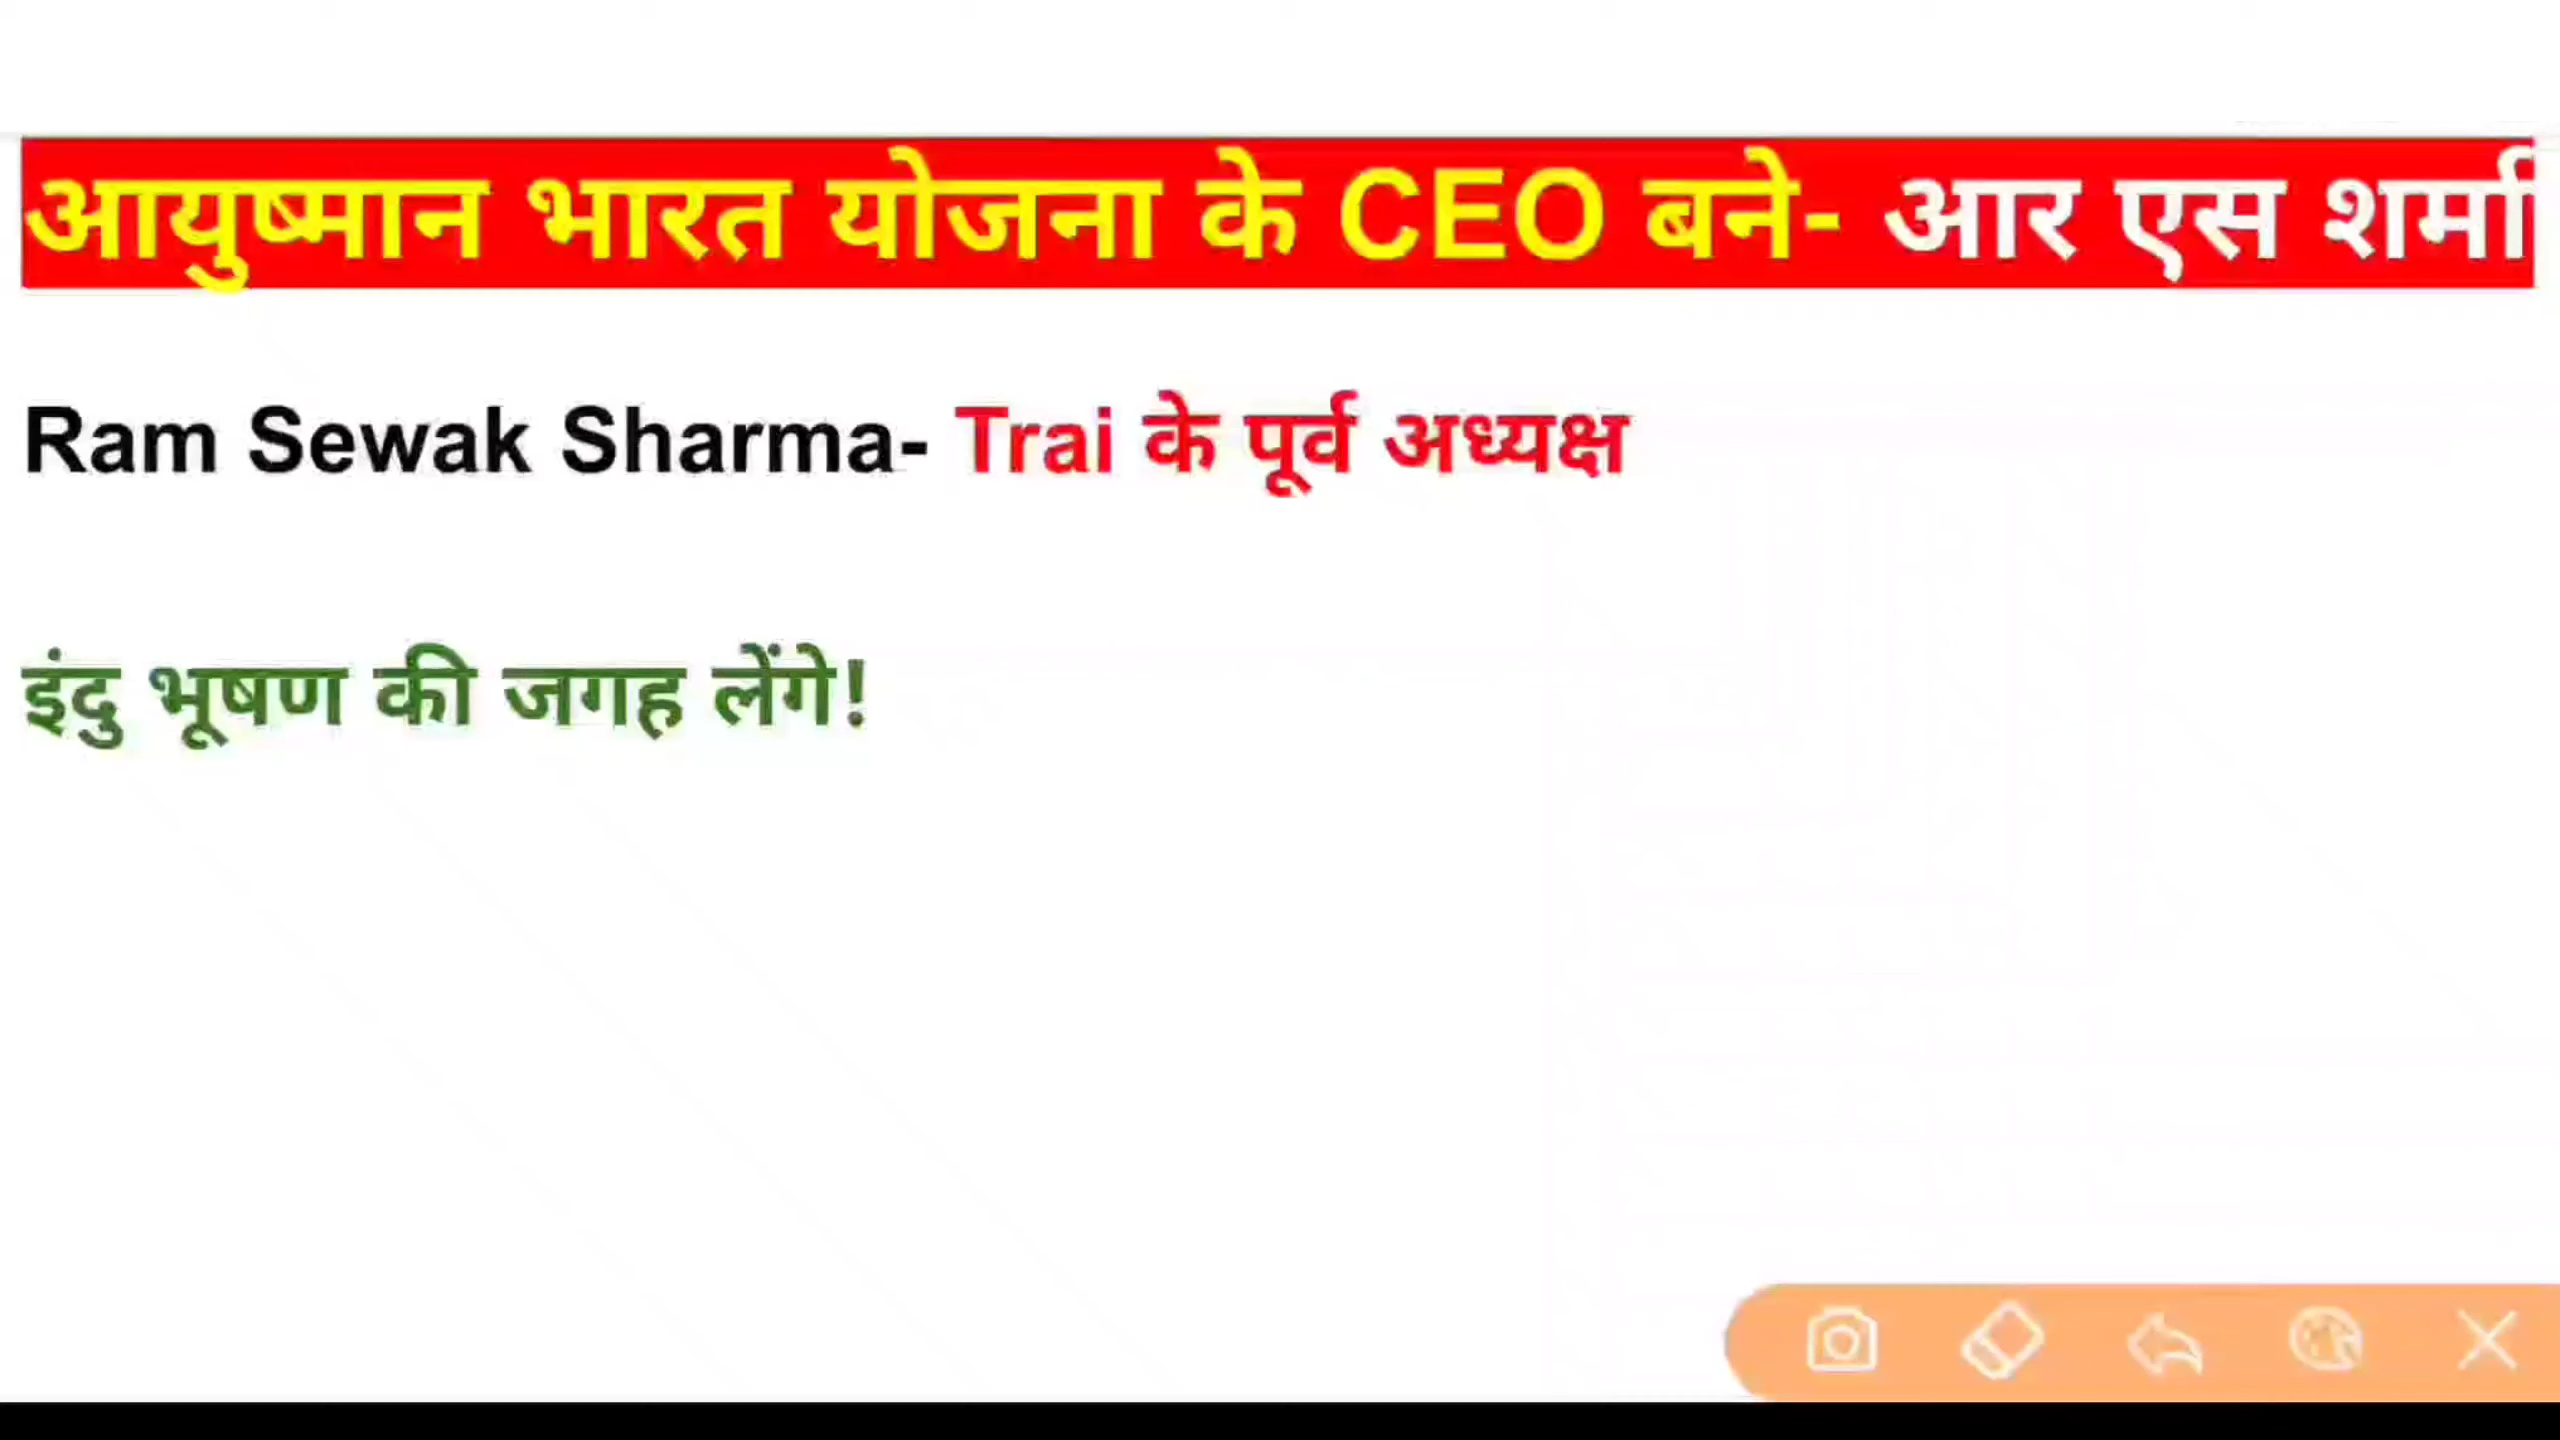 आयुष्मान भारत योजना के CEO बने- आर एस शर्मा
Ram Sewak Sharma- Trai के पूर्व अध्यक्ष
इंदु भूषण की जगह लेंगे!